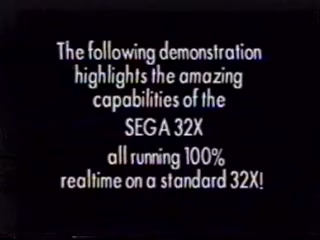 The following demonstration
highlights the amazing
capabilities of the
SEGA 32X
all running 100%
realtime on a standard 32X!